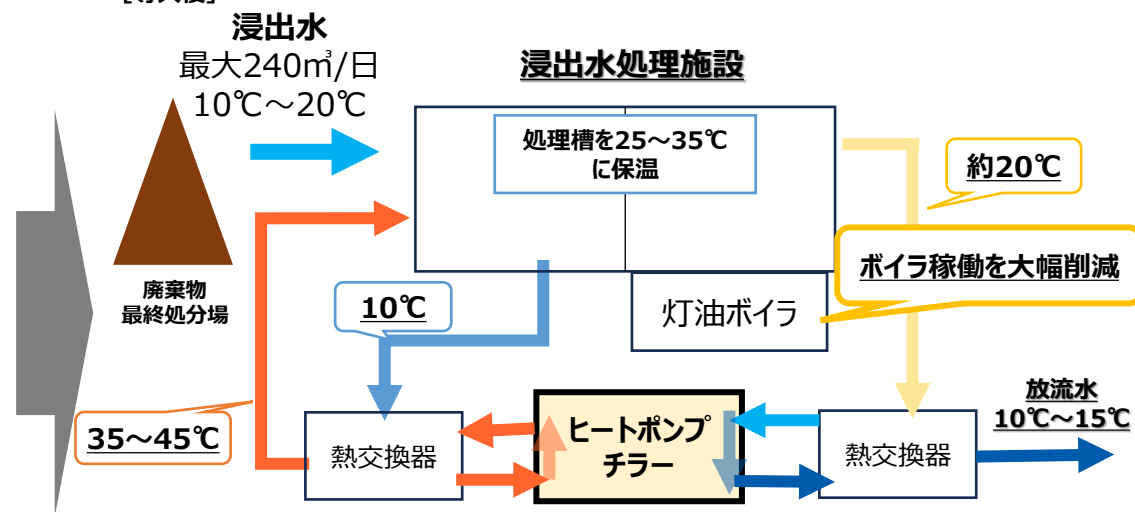 浸出水
最大240㎥/日
10℃～20℃
浸出水処理施設
処理槽を25～35℃
に保温
約20℃
ボイラ稼働を大幅削減
廃棄物
最終処分場
10℃
灯油ボイラ
35～45℃
熱交換器
ヒートポンプ
チラー
熱交換器
放流水
10℃～15℃